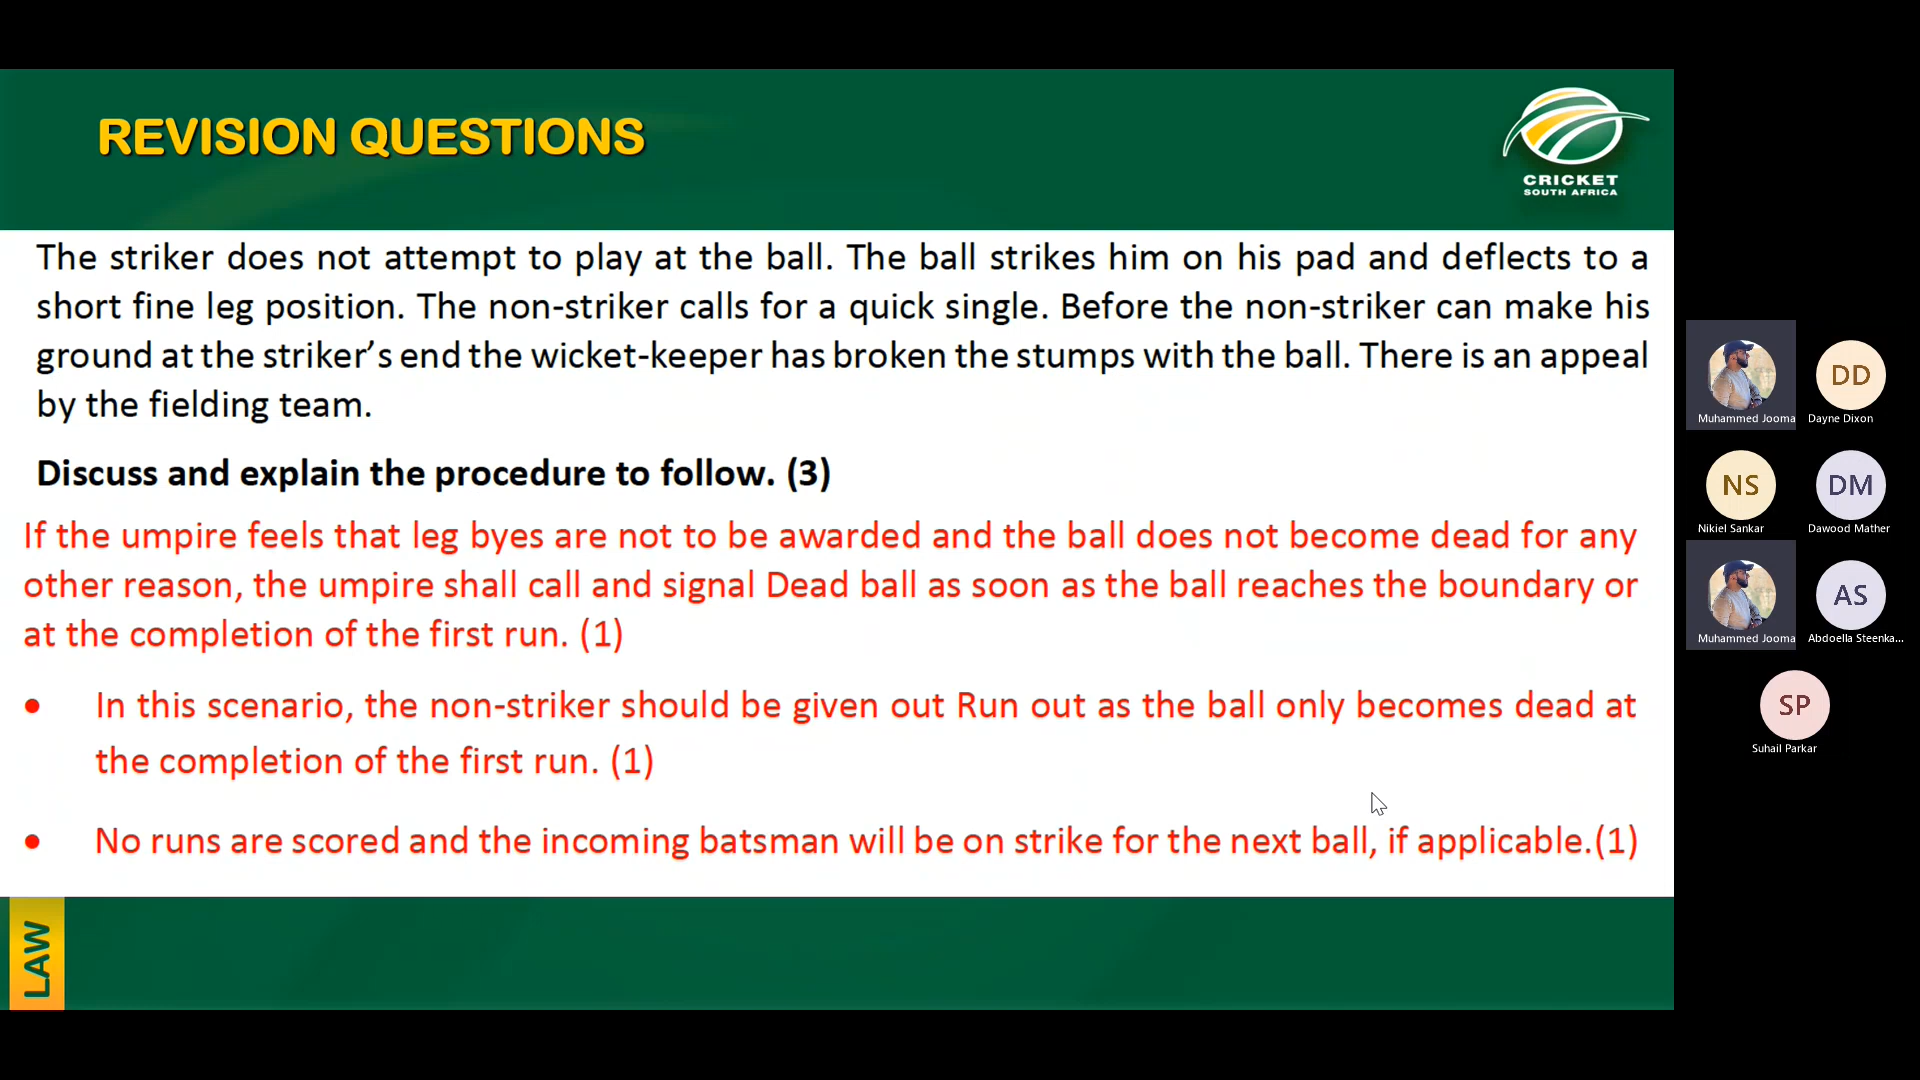 REVISION QUESTIONS
CRICKET
SOUTH AFRICA
The striker does not attempt to play at the ball. The ball strikes him on his pad and deflects to a
short fine leg position. The non-striker calls for a quick single. Before the non-striker can make his
ground at the striker's end the wicket-keeper has broken the stumps with the ball. There is an appeal
by the fielding team.
Discuss and explain the procedure to follow. (3)
If the umpire feels that leg byes are not to be awarded and the ball does not become dead for any
other reason, the umpire shall call and signal Dead ball as soon as the ball reaches the boundary or
at the completion of the first run. (1)
• In this scenario, the non-striker should be given out Run out as the ball only becomes dead at
the completion of the first run. (1)
• No runs are scored and the incoming batsman will be on strike for the next ball, if applicable.(1)
LAW
Muhammed Jooma
DD
Dayne Dixon
NS
Nikiel Sankar
DM
Dawood Mather
Muhammed Jooma
AS
Abdoella Steenka...
SP
Suhail Parkar